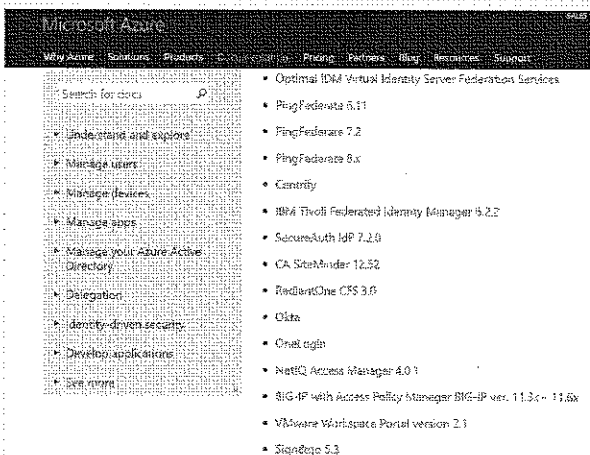 Microsoft Azure
SALES
Why Azure Solutions Products Documentation Pricing Partners Blog Resources Support
Search for docs
Understand and explore
Manage users
Manage devices
Manage apps
Manage your Azure Active
Directory
Delegation
Identity-driven security
Develop applications
See more
Optimal IDM Virtual Identity Server Federation Services
PingFederate 6.11
PingFederate 7.2
PingFederate 8.x
Centrify
IBM Tivoli Federated Identity Manager 6.2.2
SecureAuth IdP 7.2.0
CA SiteMinder 12.52
RadiantOne CFS 3.0
Okta
OneLogin
NetIQ Access Manager 4.0.1
BIG-IP with Access Policy Manager BIG-IP ver. 11.3x – 11.6x
VMware Workspace Portal version 2.1
Sign&go 5.3